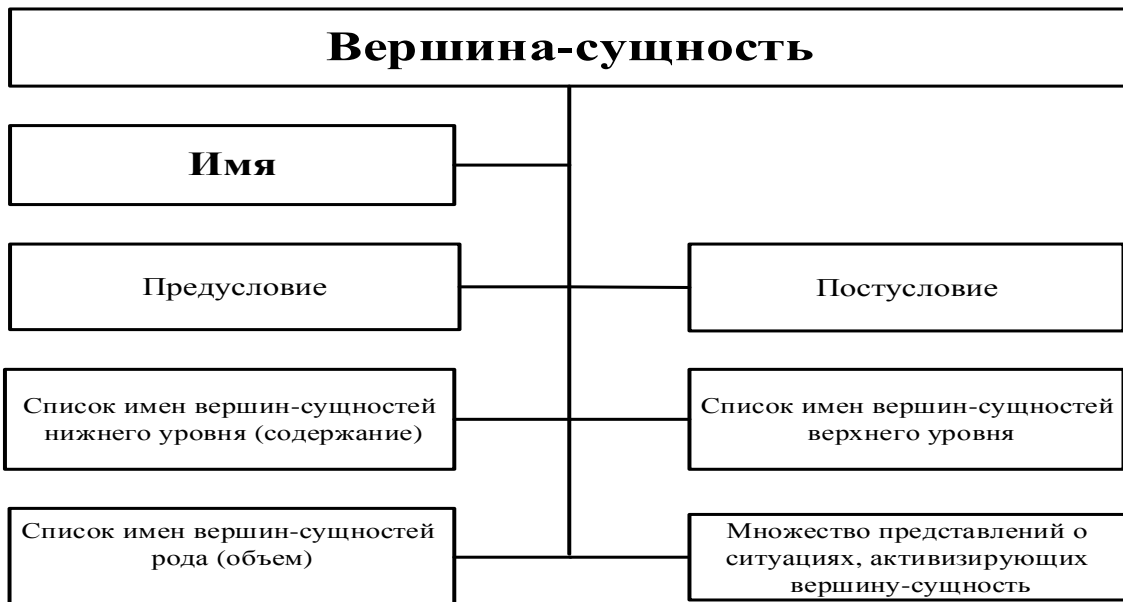 Вершина-сущность
Имя
Предусловие
Постусловие
Список имен вершин-сущностей
нижнего уровня (содержание)
Список имен вершин-сущностей
верхнего уровня
Список имен вершин-сущностей
рода (объем)
Множество представлений о
ситуациях, активизирующих
вершину-сущность